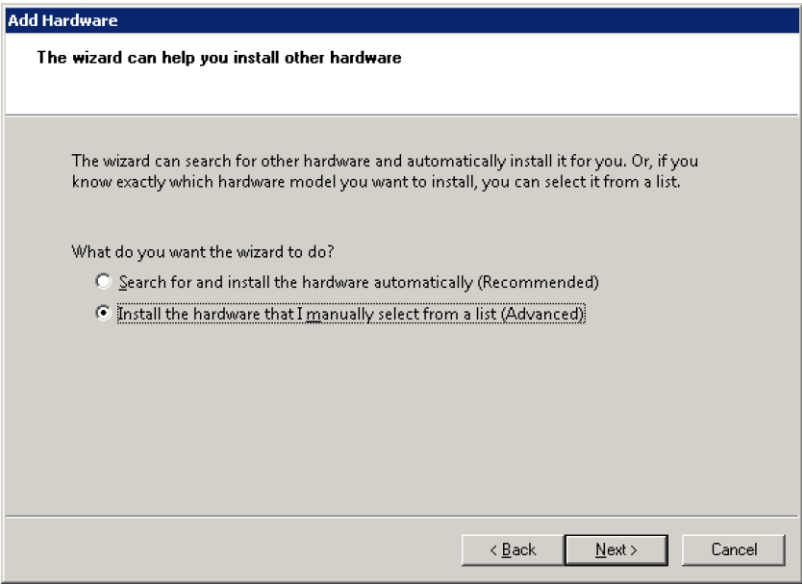 Add Hardware
The wizard can help you install other hardware
The wizard can search for other hardware and automatically install it for you. Or, if you
know exactly which hardware model you want to install, you can select it from a list.
What do you want the wizard to do?
Search for and install the hardware automatically (Recommended)
Install the hardware that I manually select from a list (Advanced)
< Back Next > Cancel